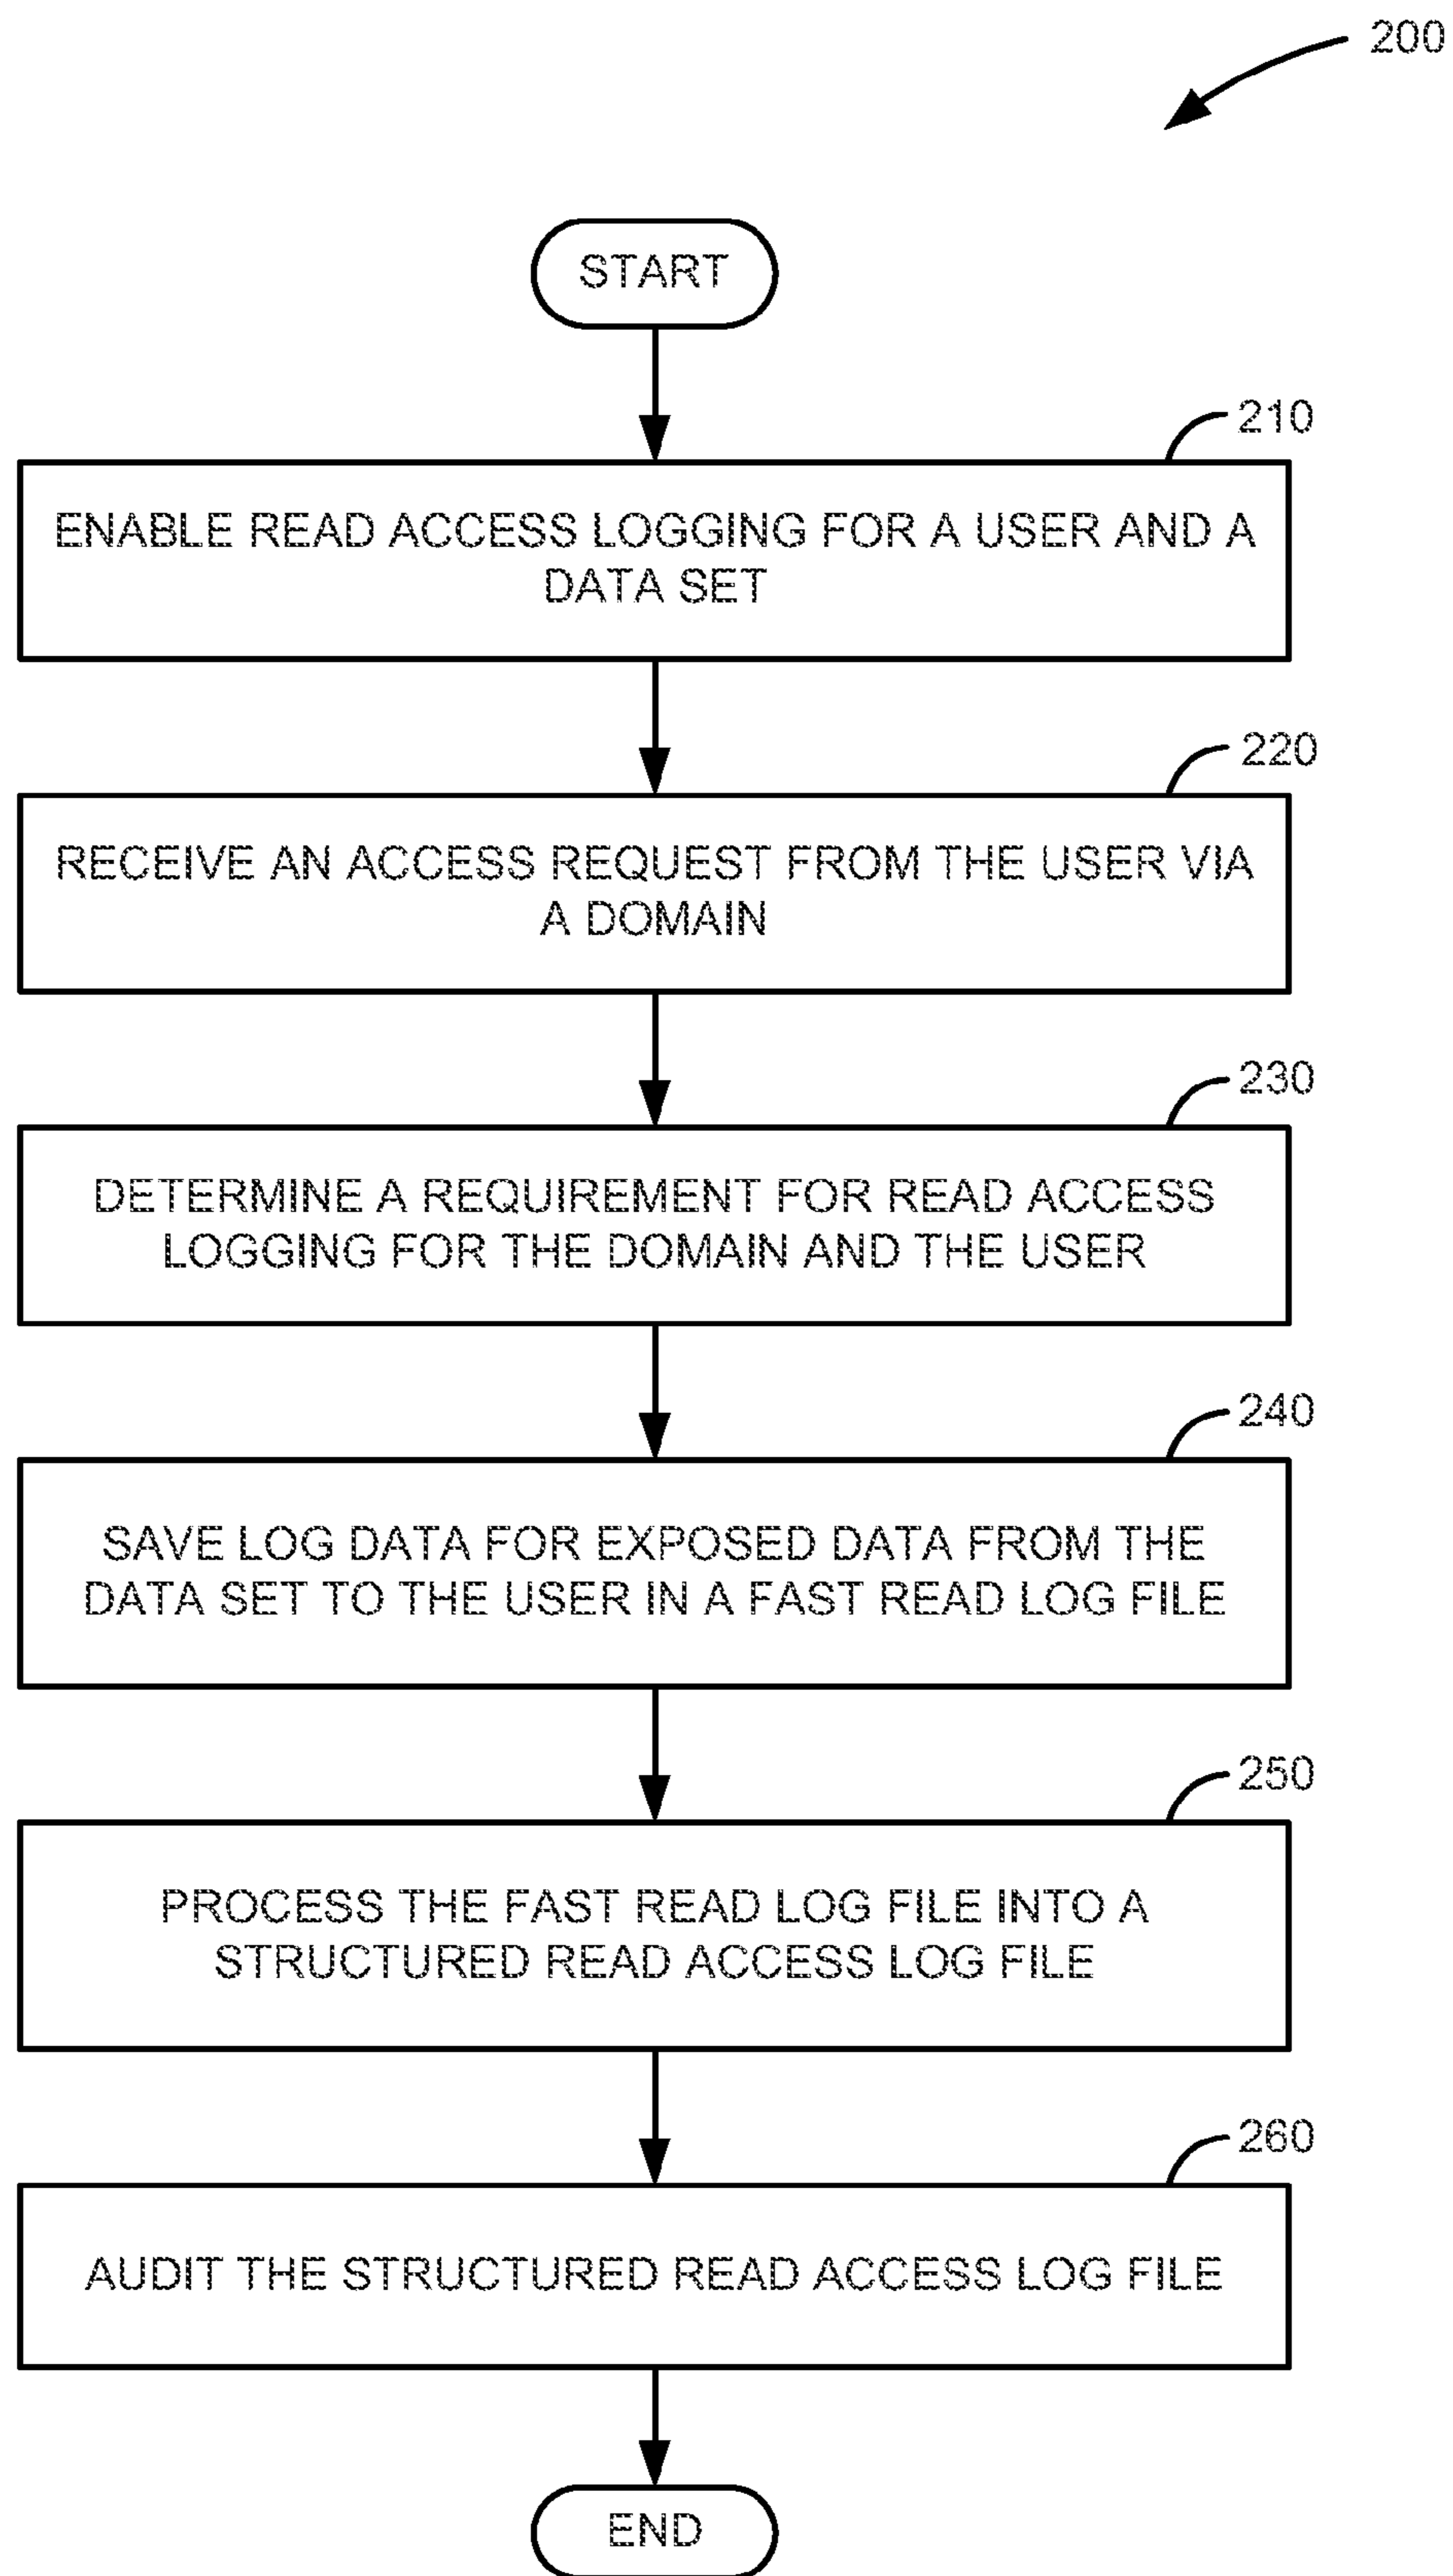 200
START
210
ENABLE READ ACCESS LOGGING FOR A USER AND A
DATA SET
220
RECEIVE AN ACCESS REQUEST FROM THE USER VIA
A DOMAIN
230
DETERMINE A REQUIREMENT FOR READ ACCESS
LOGGING FOR THE DOMAIN AND THE USER
240
SAVE LOG DATA FOR EXPOSED DATA FROM THE
DATA SET TO THE USER IN A FAST READ LOG FILE
250
PROCESS THE FAST READ LOG FILE INTO A
STRUCTURED READ ACCESS LOG FILE
260
AUDIT THE STRUCTURED READ ACCESS LOG FILE
END